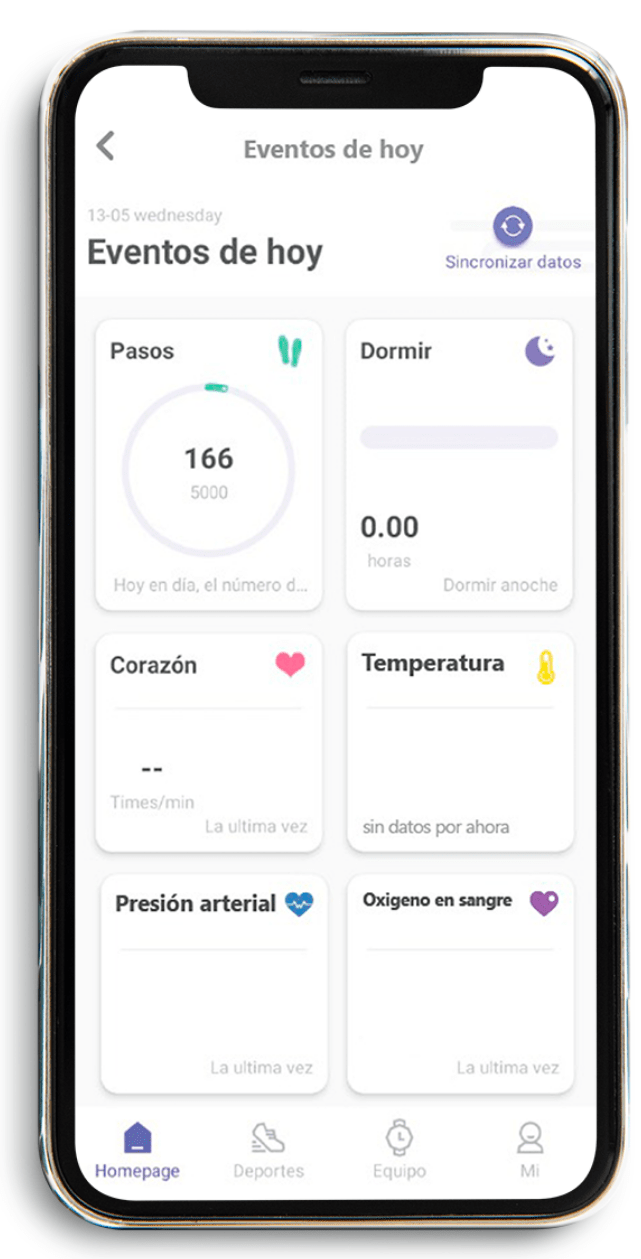 Eventos de hoy
13-05 wednesday
Eventos de hoy
Sincronizar datos
Pasos
166
5000
Hoy en día, el número d...
Dormir
0.00
horas
Dormir anoche
Corazón
--
Times/min
La ultima vez
Temperatura
sin datos por ahora
Presión arterial
La ultima vez
Oxigeno en sangre
La ultima vez
Homepage
Deportes
Equipo
Mi